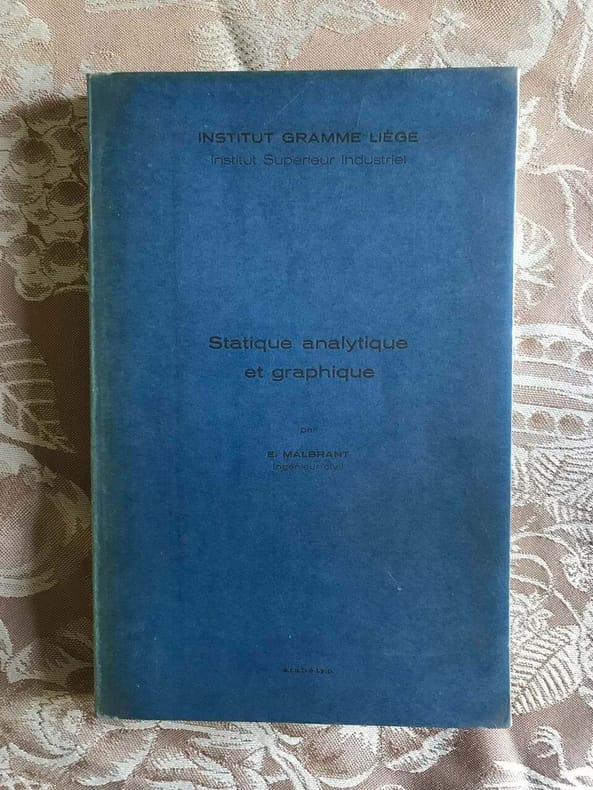 INSTITUT GRAMME LIÈGE
Institut Supérieur Industriel
Statique analytique
et graphique
par
E. MALBRANT
Ingénieur civil